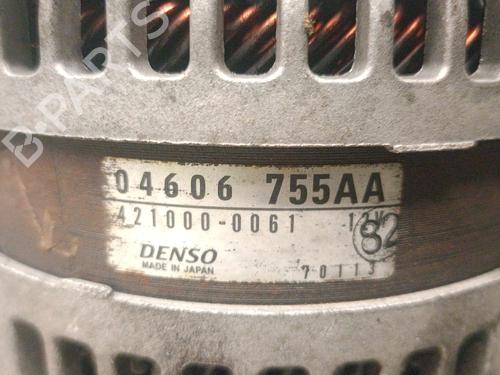 B-PARTS
04606 755AA
421000-0061 12V
82
DENSO
MADE IN JAPAN 70113